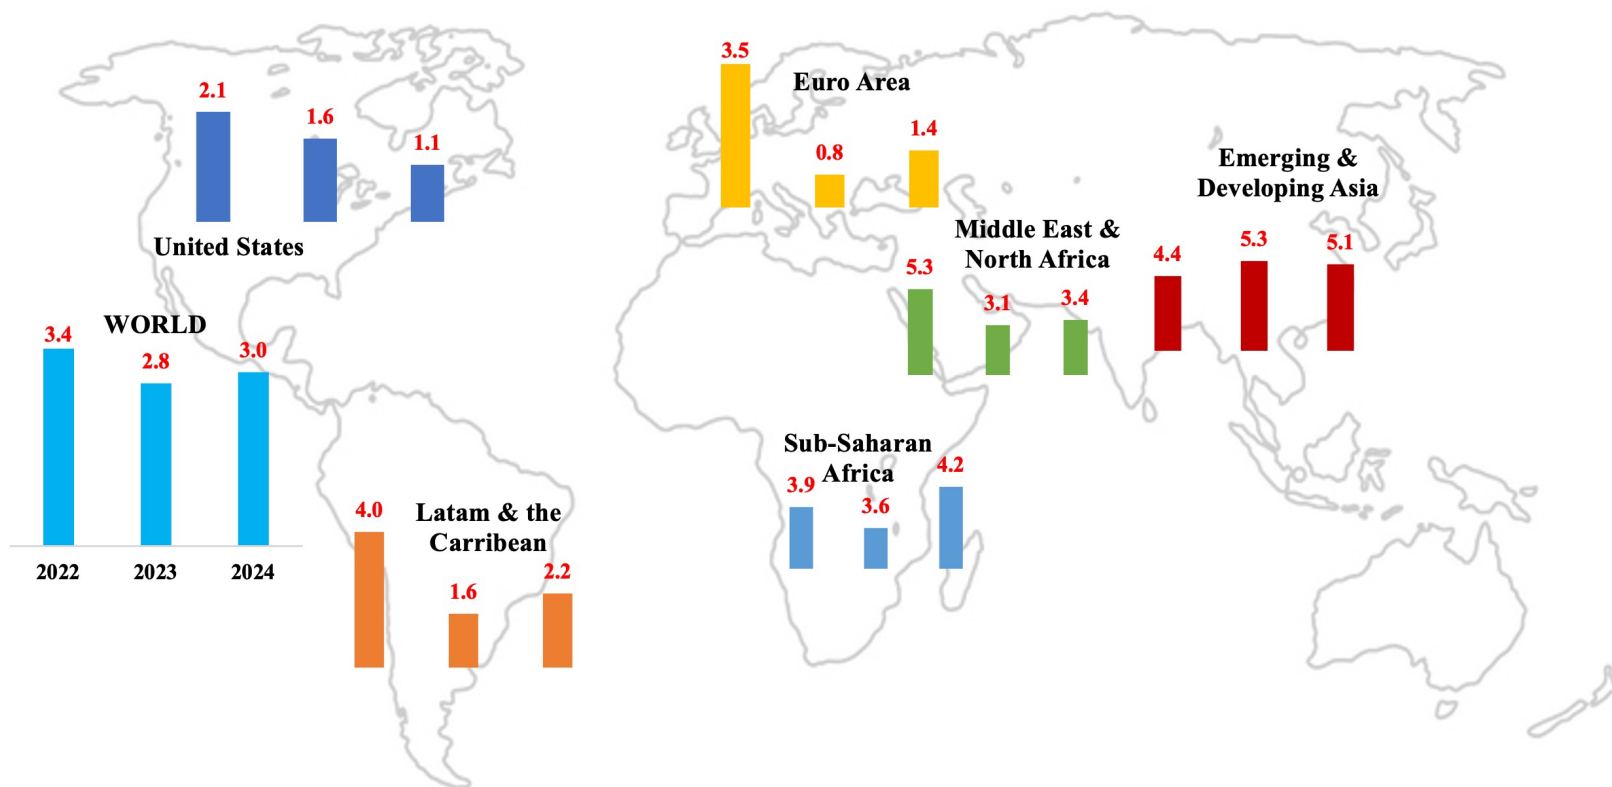 2.1
1.6
1.1
United States
3.5
Euro Area
0.8
1.4
Emerging &
Developing Asia
4.4
5.3
5.1
Middle East &
North Africa
5.3
3.1
3.4
WORLD
3.4
2.8
3.0
2022
2023
2024
Latam & the
Carribean
4.0
1.6
2.2
Sub-Saharan
Africa
3.9
3.6
4.2